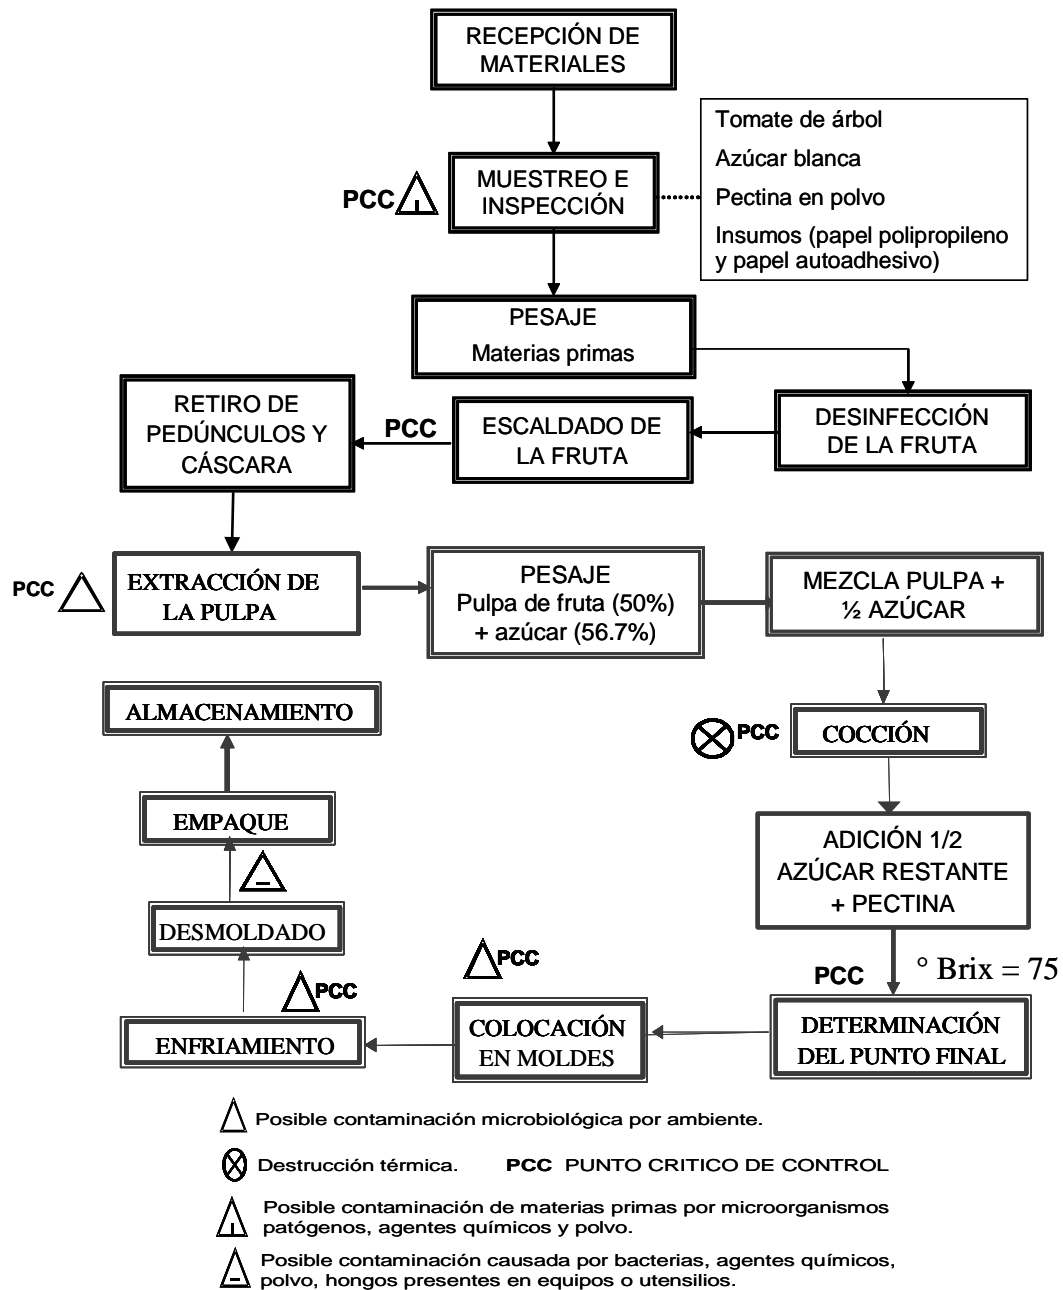 RECEPCIÓN DE
MATERIALES
PCC
MUESTREO E
INSPECCIÓN
Tomate de árbol
Azúcar blanca
Pectina en polvo
Insumos (papel polipropileno
y papel autoadhesivo)
PESAJE
Materias primas
DESINFECCIÓN
DE LA FRUTA
ESCALDADO DE
LA FRUTA
PCC
RETIRO DE
PEDÚNCULOS Y
CÁSCARA
PCC
EXTRACCIÓN DE
LA PULPA
PESAJE
Pulpa de fruta (50%)
+ azúcar (56.7%)
MEZCLA PULPA +
½ AZÚCAR
PCC
COCCIÓN
ADICIÓN 1/2
AZÚCAR RESTANTE
+ PECTINA
PCC
° Brix = 75
DETERMINACIÓN
DEL PUNTO FINAL
PCC
COLOCACIÓN
EN MOLDES
PCC
ENFRIAMIENTO
DESMOLDADO
EMPAQUE
ALMACENAMIENTO
Posible contaminación microbiológica por ambiente.
Destrucción térmica. PCC PUNTO CRITICO DE CONTROL
Posible contaminación de materias primas por microorganismos
patógenos, agentes químicos y polvo.
Posible contaminación causada por bacterias, agentes químicos,
polvo, hongos presentes en equipos o utensilios.